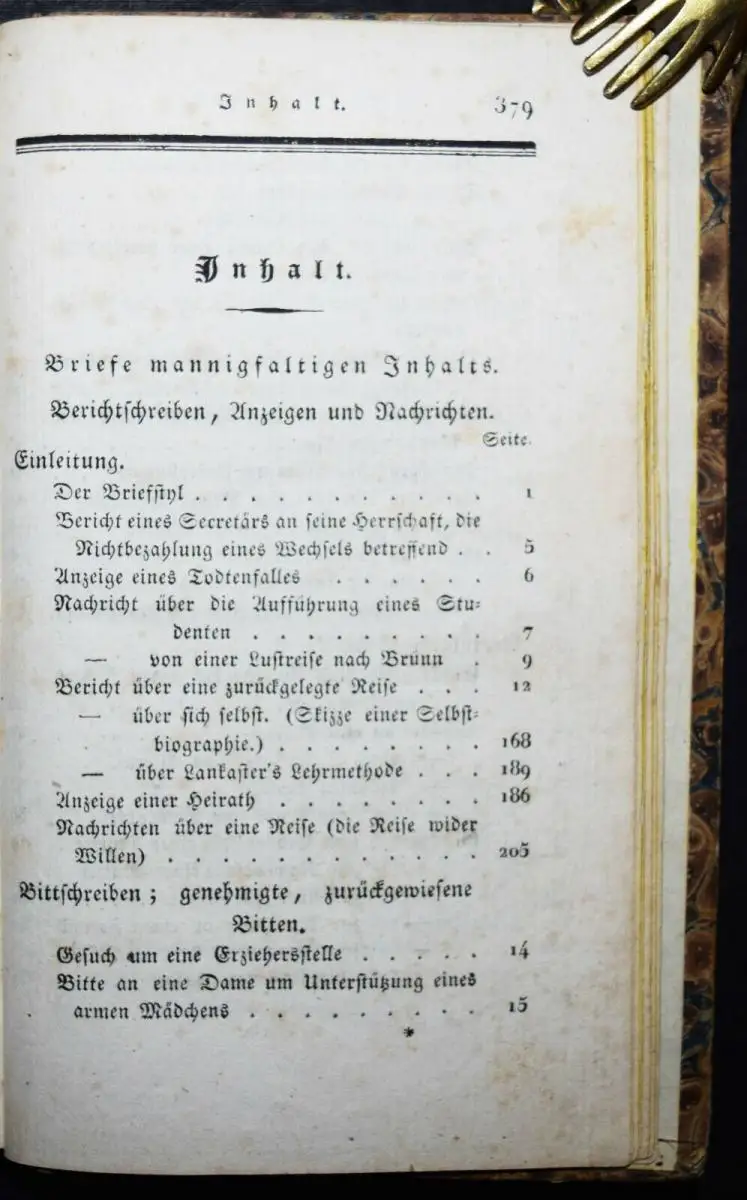 Inhalt. 379
Inhalt.
Briefe mannigfaltigen Inhalts.
Berichtschreiben, Anzeigen und Nachrichten.
Seite.
Einleitung.
Der Briefstyl . . . . . . . . . . . 1
Bericht eines Secretärs an seine Herrschaft, die
Nichtbezahlung eines Wechsels betreffend . . 5
Anzeige eines Todtenfalles . . . . . . 6
Nachricht über die Aufführung eines Stu=
denten . . . . . . . . . 7
— von einer Lustreise nach Brunn . 9
Bericht über eine zurückgelegte Reise . . . 12
— über sich selbst. (Skizze einer Selbst=
biographie.) . . . . . . . . 168
— über Lankaster's Lehrmethode . . . 189
Anzeige einer Heirath . . . . . . . . 186
Nachrichten über eine Reise (die Reise wider
Willen) . . . . . . . . . . . . 205
Bittschreiben; genehmigte, zurückgewiesene
Bitten.
Gesuch um eine Erziehersstelle . . . . . 14
Bitte an eine Dame um Unterstützung eines
armen Mädchens . . . . . . . . . 15
*